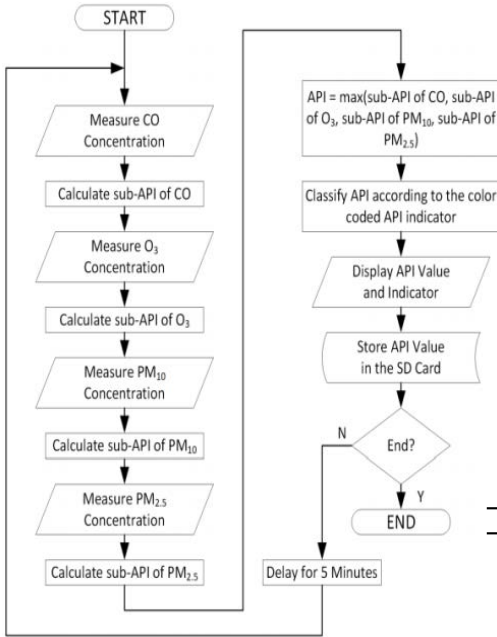 START
Measure CO
Concentration
Calculate sub-API of CO
Measure O₃
Concentration
Calculate sub-API of O₃
Measure PM₁₀
Concentration
Calculate sub-API of PM₁₀
Measure PM₂.₅
Concentration
Calculate sub-API of PM₂.₅
API = max(sub-API of CO, sub-API
of O₃, sub-API of PM₁₀, sub-API of
PM₂.₅)
Classify API according to the color
coded API indicator
Display API Value
and Indicator
Store API Value
in the SD Card
N
End?
Y
END
Delay for 5 Minutes